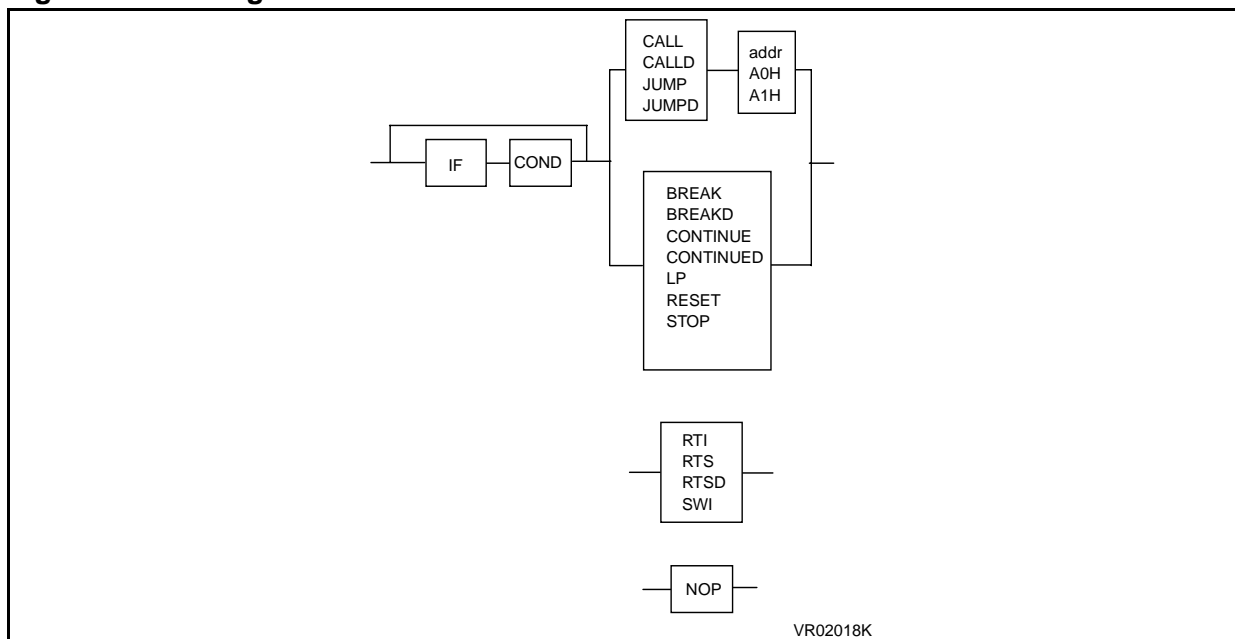 CALL
CALLD
JUMP
JUMPD
addr
A0H
A1H
IF
COND
BREAK
BREAKD
CONTINUE
CONTINUED
LP
RESET
STOP
RTI
RTS
RTSD
SWI
NOP
VR02018K